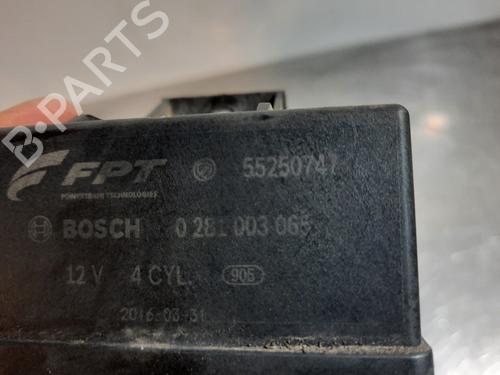 B-PARTS
FPT 55250747
POWERTRAIN TECHNOLOGIES
BOSCH 0 281 003 065
12 V 4 CYL. 905
2016-03-31